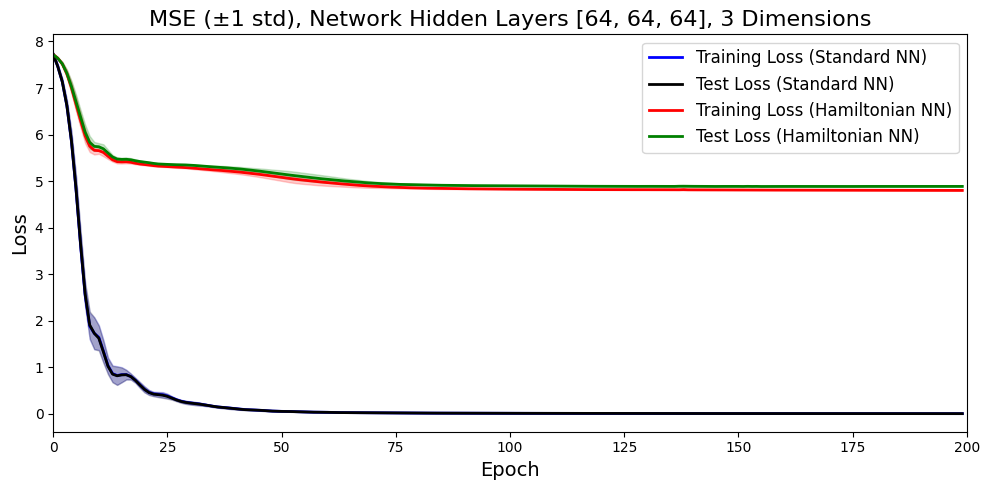 MSE (±1 std), Network Hidden Layers [64, 64, 64], 3 Dimensions
Loss
8
7
6
5
4
3
2
1
0
Training Loss (Standard NN)
Test Loss (Standard NN)
Training Loss (Hamiltonian NN)
Test Loss (Hamiltonian NN)
0 25 50 75 100 125 150 175 200
Epoch